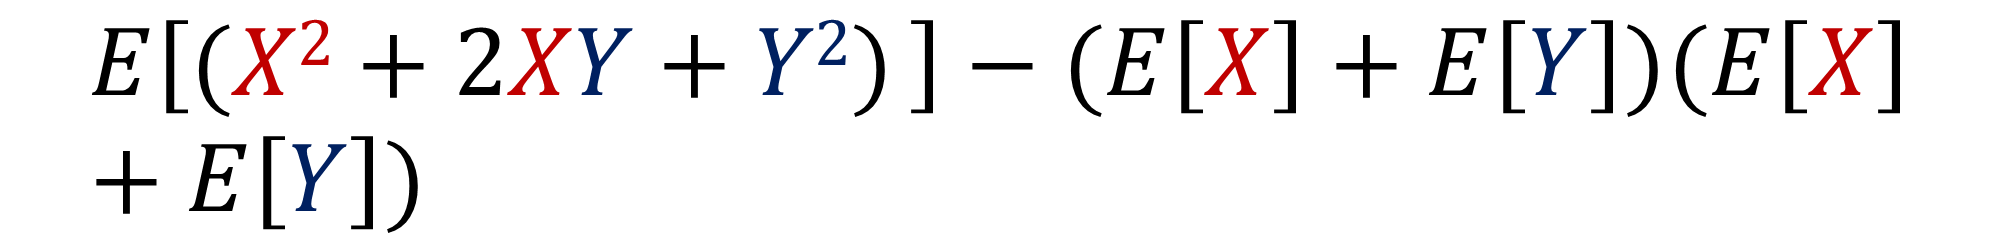 E[(X² + 2XY + Y²) ] − (E[X] + E[Y])(E[X]
+ E[Y])